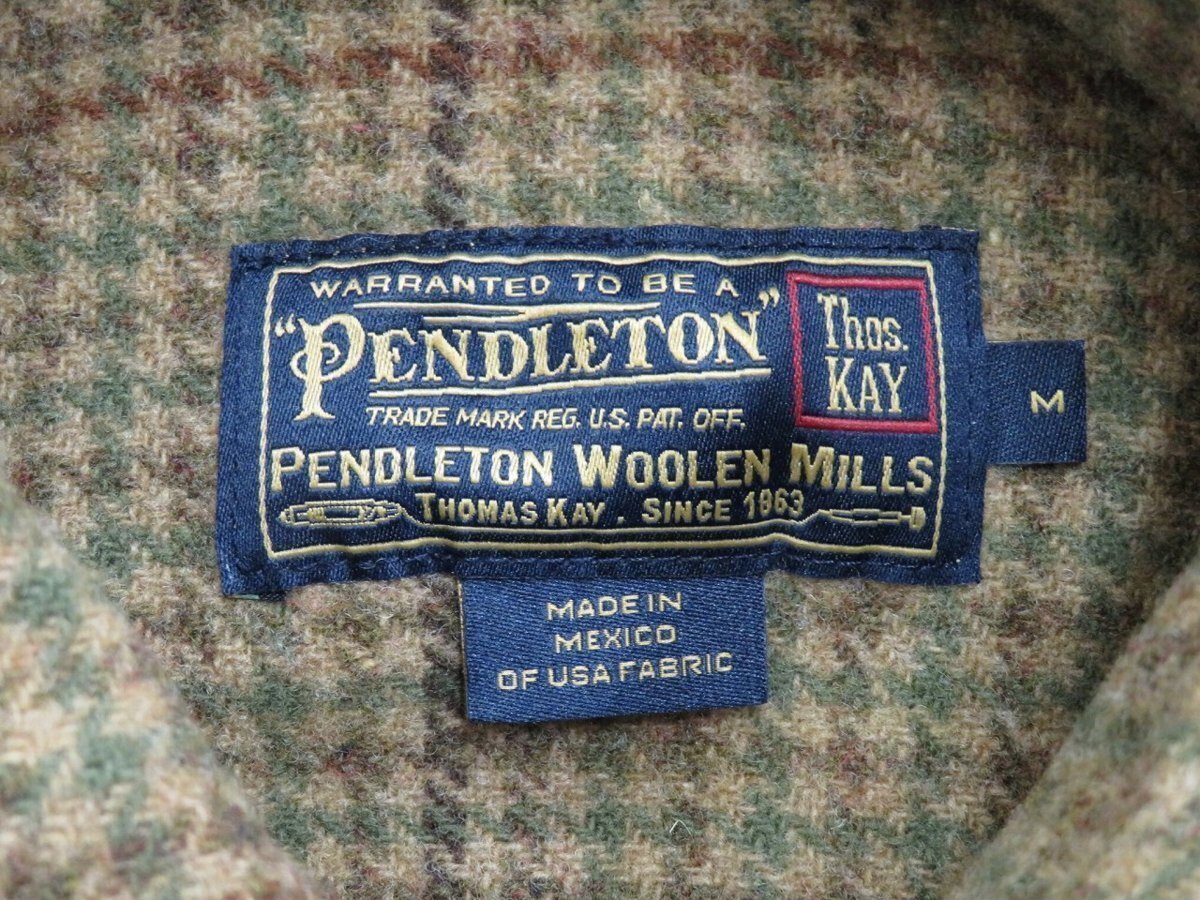 WARRANTED TO BE A
"PENDLETON"
Thos.
KAY
TRADE MARK REG. U.S. PAT. OFF.
PENDLETON WOOLEN MILLS
THOMAS KAY . SINCE 1863
M
MADE IN
MEXICO
OF USA FABRIC